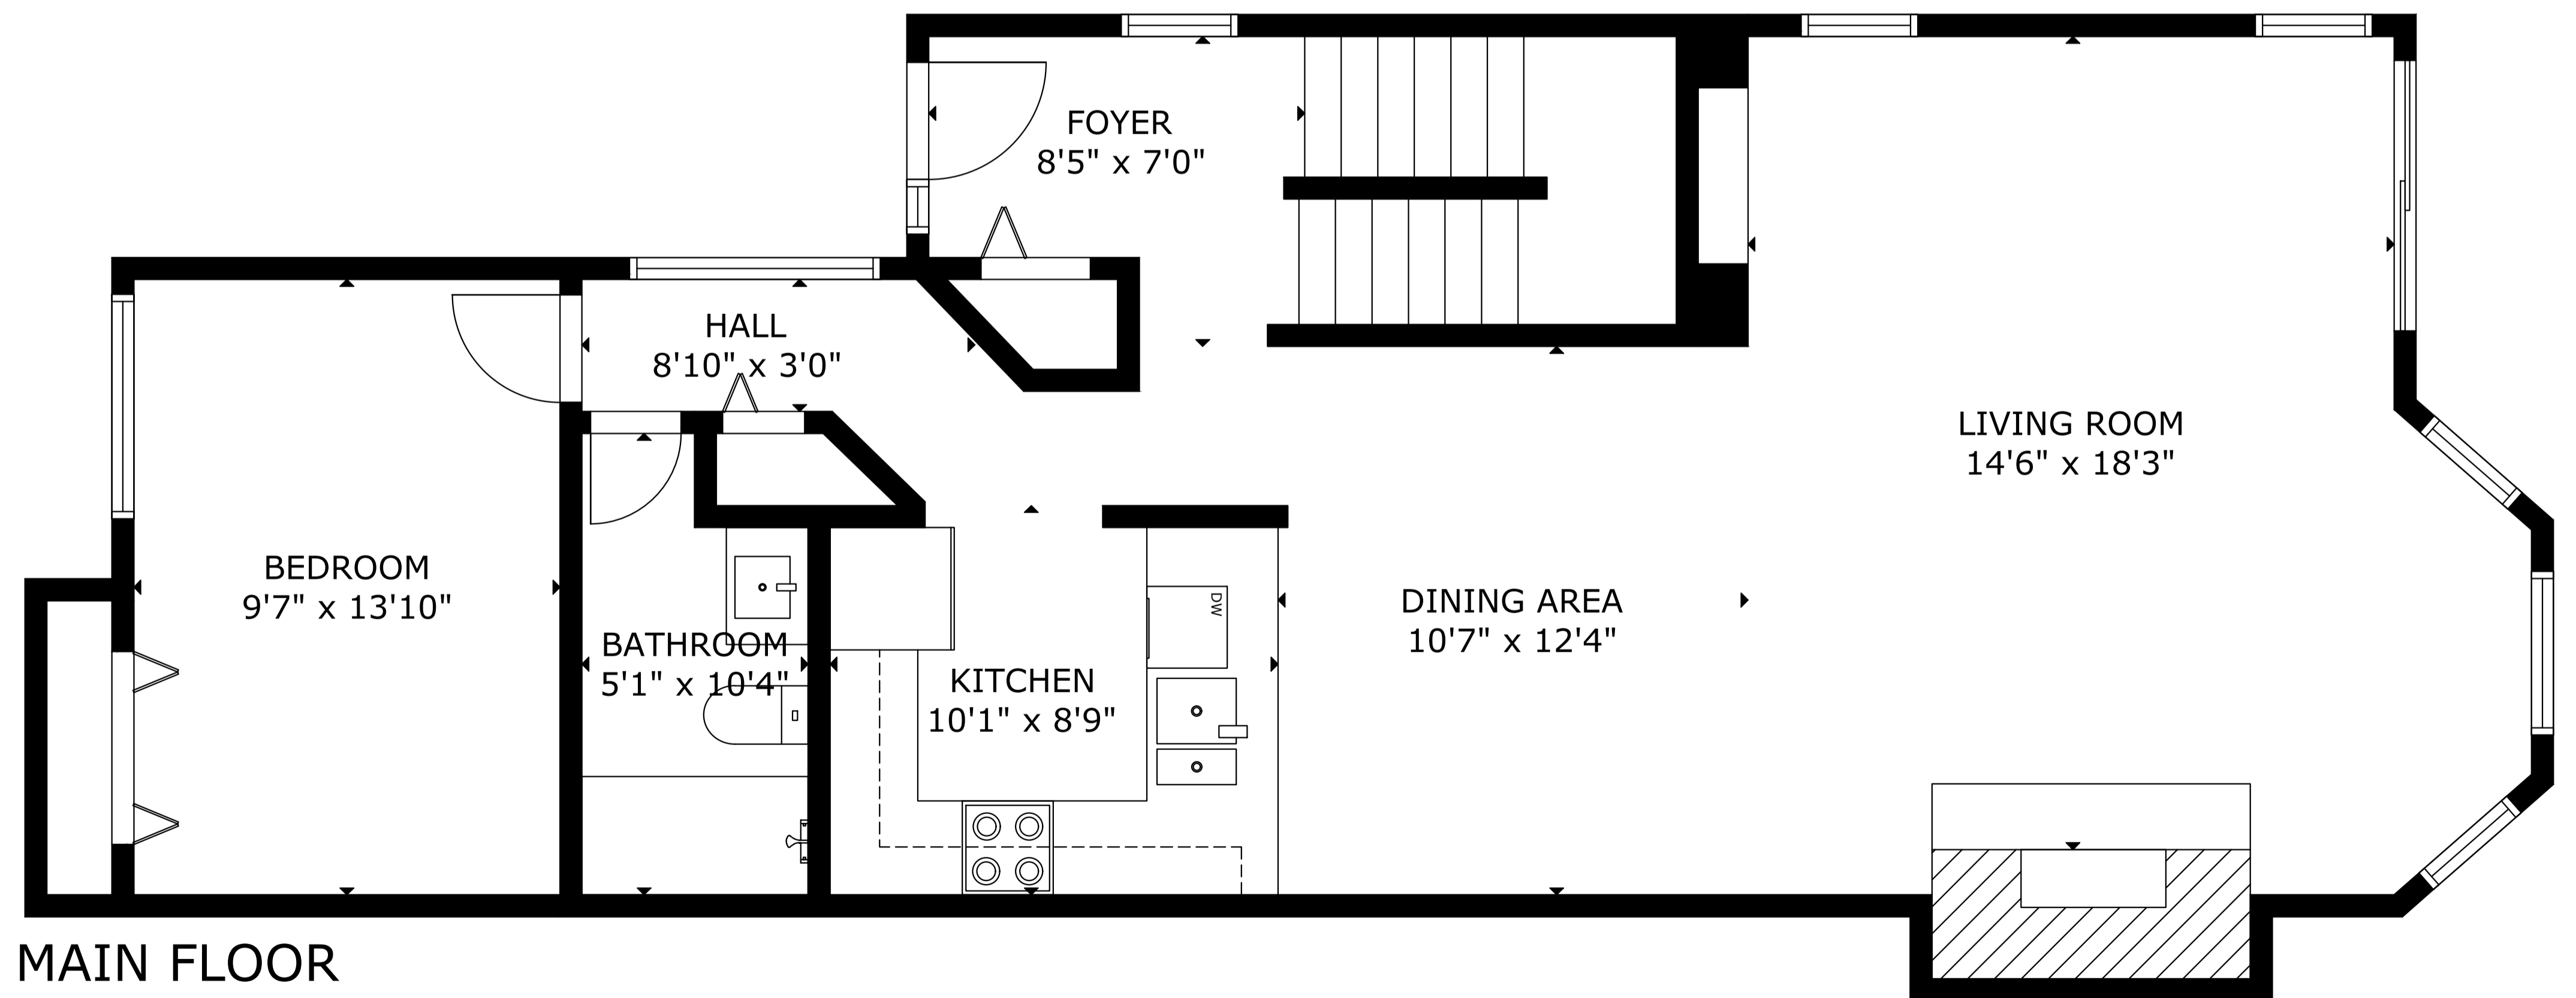 FOYER
8'5" x 7'0"
HALL
8'10" x 3'0"
LIVING ROOM
14'6" x 18'3"
BEDROOM
9'7" x 13'10"
DW
DINING AREA
10'7" x 12'4"
BATHROOM
5'1" x 10'4"
KITCHEN
10'1" x 8'9"
MAIN FLOOR